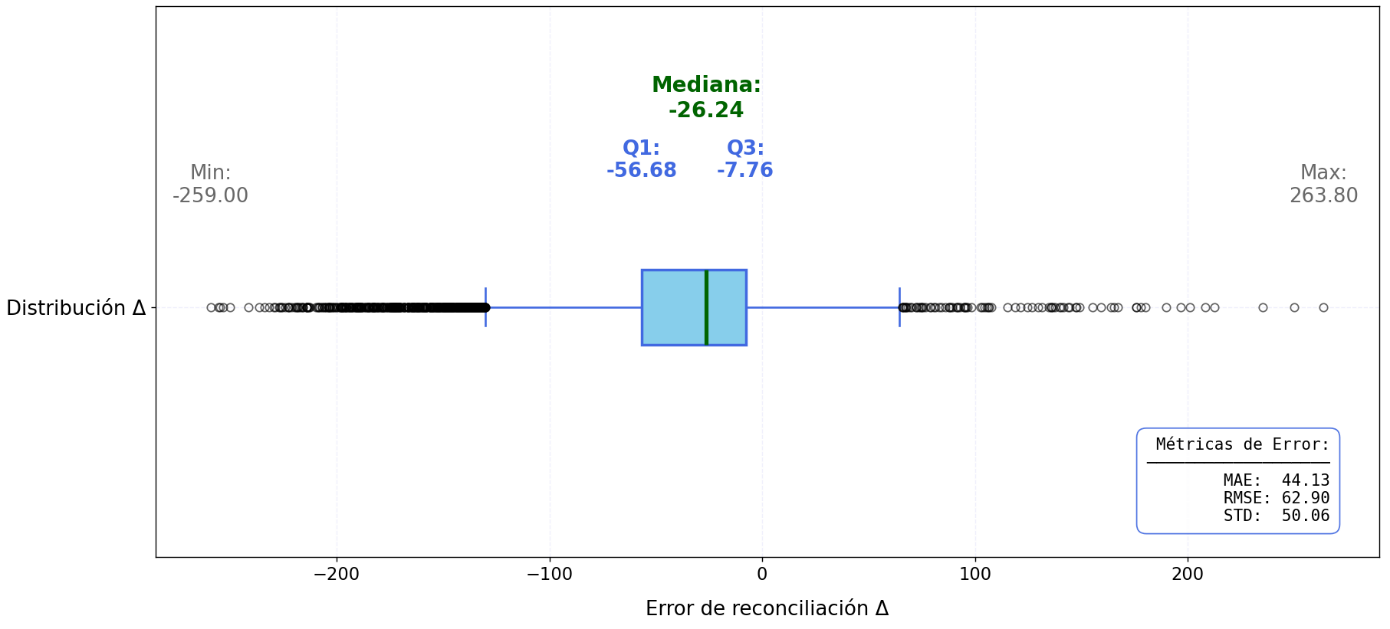 Mediana:
-26.24
Q1:
-56.68
Q3:
-7.76
Min:
-259.00
Max:
263.80
Distribución Δ
Métricas de Error:
MAE: 44.13
RMSE: 62.90
STD: 50.06
−200
−100
0
100
200
Error de reconciliación Δ